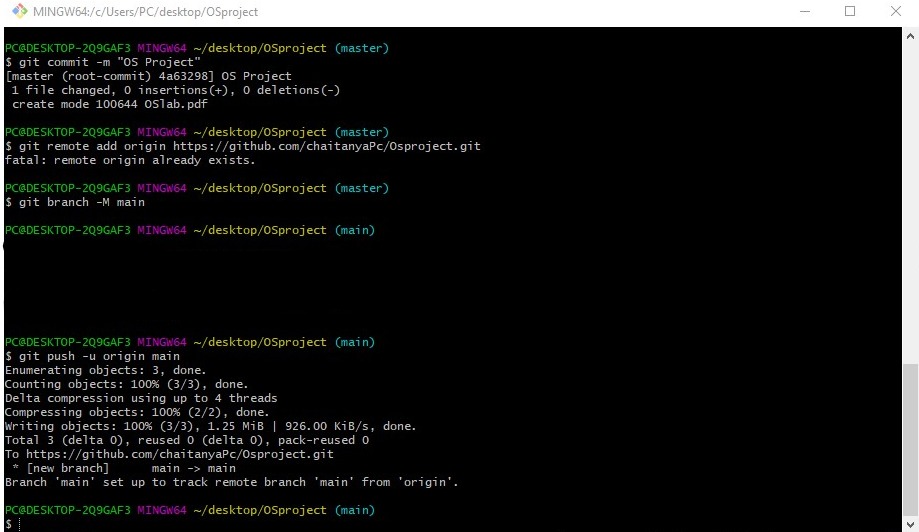 MINGW64:/c/Users/PC/desktop/OSproject
PC@DESKTOP-2Q9GAF3 MINGW64 ~/desktop/OSproject (master)
$ git commit -m "OS Project"
[master (root-commit) 4a63298] OS Project
 1 file changed, 0 insertions(+), 0 deletions(-)
 create mode 100644 OSlab.pdf
PC@DESKTOP-2Q9GAF3 MINGW64 ~/desktop/OSproject (master)
$ git remote add origin https://github.com/chaitanyaPc/Osproject.git
fatal: remote origin already exists.
PC@DESKTOP-2Q9GAF3 MINGW64 ~/desktop/OSproject (master)
$ git branch -M main
PC@DESKTOP-2Q9GAF3 MINGW64 ~/desktop/OSproject (main)
PC@DESKTOP-2Q9GAF3 MINGW64 ~/desktop/OSproject (main)
$ git push -u origin main
Enumerating objects: 3, done.
Counting objects: 100% (3/3), done.
Delta compression using up to 4 threads
Compressing objects: 100% (2/2), done.
Writing objects: 100% (3/3), 1.25 MiB | 926.00 KiB/s, done.
Total 3 (delta 0), reused 0 (delta 0), pack-reused 0
To https://github.com/chaitanyaPc/Osproject.git
 * [new branch]      main -> main
Branch 'main' set up to track remote branch 'main' from 'origin'.
PC@DESKTOP-2Q9GAF3 MINGW64 ~/desktop/OSproject (main)
$